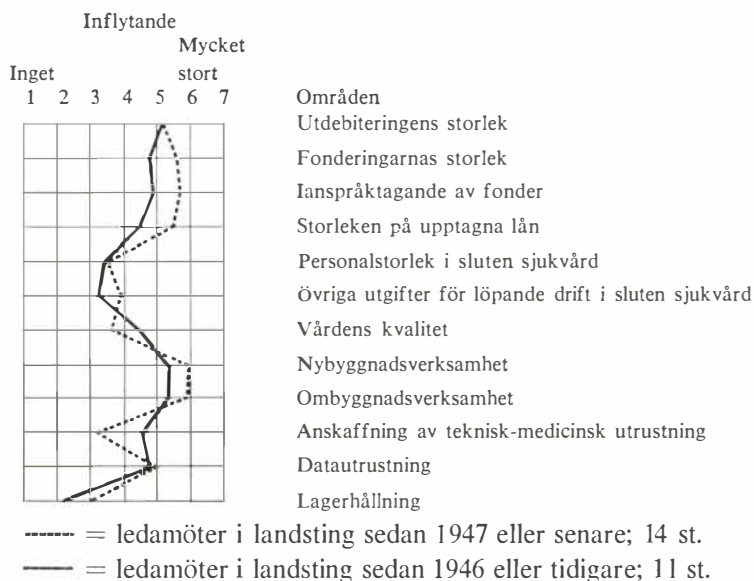 Inflytande
Mycket
Inget stort
1 2 3 4 5 6 7 Områden
Utdebiteringens storlek
Fonderingarnas storlek
Ianspråktagande av fonder
Storleken på upptagna lån
Personalstorlek i sluten sjukvård
Övriga utgifter för löpande drift i sluten sjukvård
Vårdens kvalitet
Nybyggnadsverksamhet
Ombyggnadsverksamhet
Anskaffning av teknisk-medicinsk utrustning
Datautrustning
Lagerhållning
= ledamöter i landsting sedan 1947 eller senare; 14 st.
= ledamöter i landsting sedan 1946 eller tidigare; 11 st.